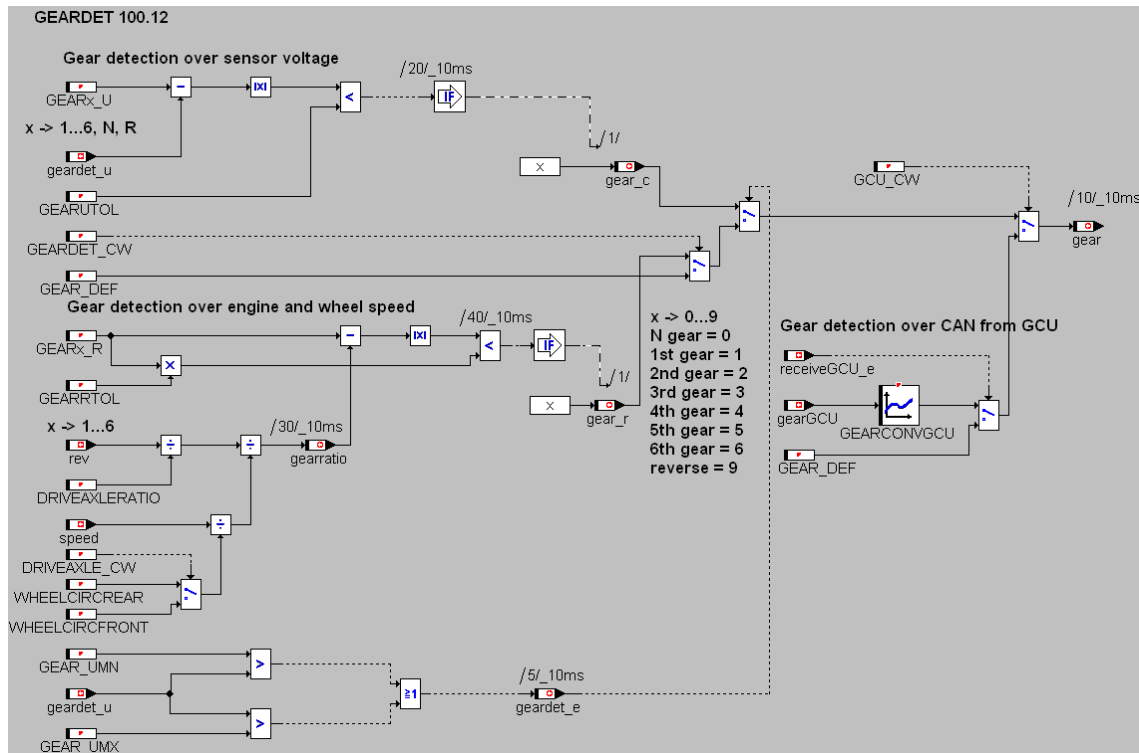 GEARDET 100.12
Gear detection over sensor voltage
GEARx_U
x -> 1...6, N, R
geardet_u
GEARUTOL
GEARDET_CW
GEAR_DEF
|X|
<
/20/_10ms
IF
/1/
x
gear_c
GCU_CW
/10/_10ms
gear
Gear detection over engine and wheel speed
GEARx_R
GEARRTOL
x -> 1...6
rev
DRIVEAXLERATIO
speed
DRIVEAXLE_CW
WHEELCIRCREAR
WHEELCIRCFRONT
/30/_10ms
gearratio
|X|
<
/40/_10ms
IF
/1/
x
gear_r
x -> 0...9
N gear = 0
1st gear = 1
2nd gear = 2
3rd gear = 3
4th gear = 4
5th gear = 5
6th gear = 6
reverse = 9
Gear detection over CAN from GCU
receiveGCU_e
gearGCU
GEARCONVGCU
GEAR_DEF
GEAR_UMN
geardet_u
GEAR_UMX
>
>
≥1
/5/_10ms
geardet_e